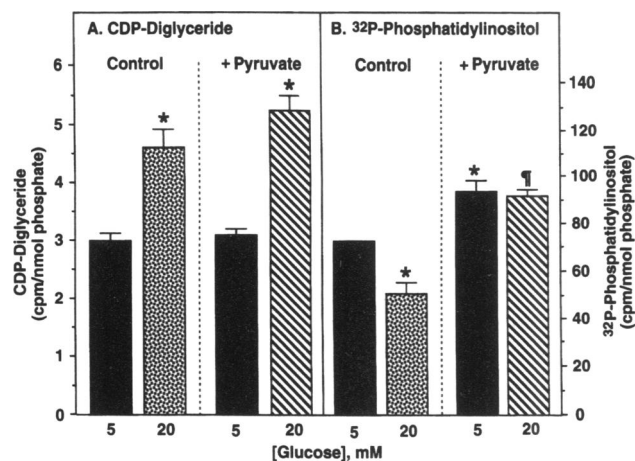 A. CDP-Diglyceride B. ³²P-Phosphatidylinositol
Control + Pyruvate Control + Pyruvate
* * * * ¶
CDP-Diglyceride
(cpm/nmol phosphate)
6
5
4
3
2
1
0
140
120
100
80
60
40
20
0
³²P-Phosphatidylinositol
(cpm/nmol phosphate)
5 20 5 20 5 20 5 20
[Glucose], mM